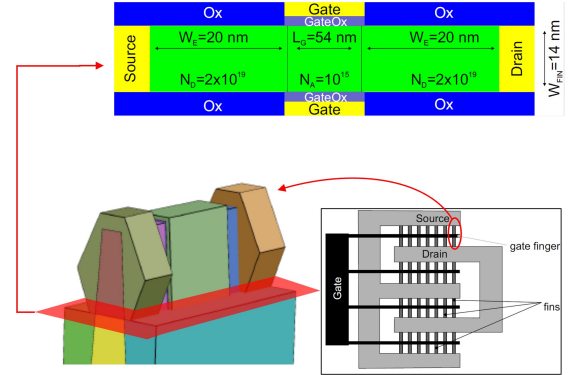 Ox
Gate
Ox
GateOx
Source
W_E=20 nm
L_G=54 nm
W_E=20 nm
Drain
W_FIN=14 nm
N_D=2x10^19
N_A=10^15
N_D=2x10^19
GateOx
Ox
Gate
Ox
Source
gate finger
Drain
Gate
fins